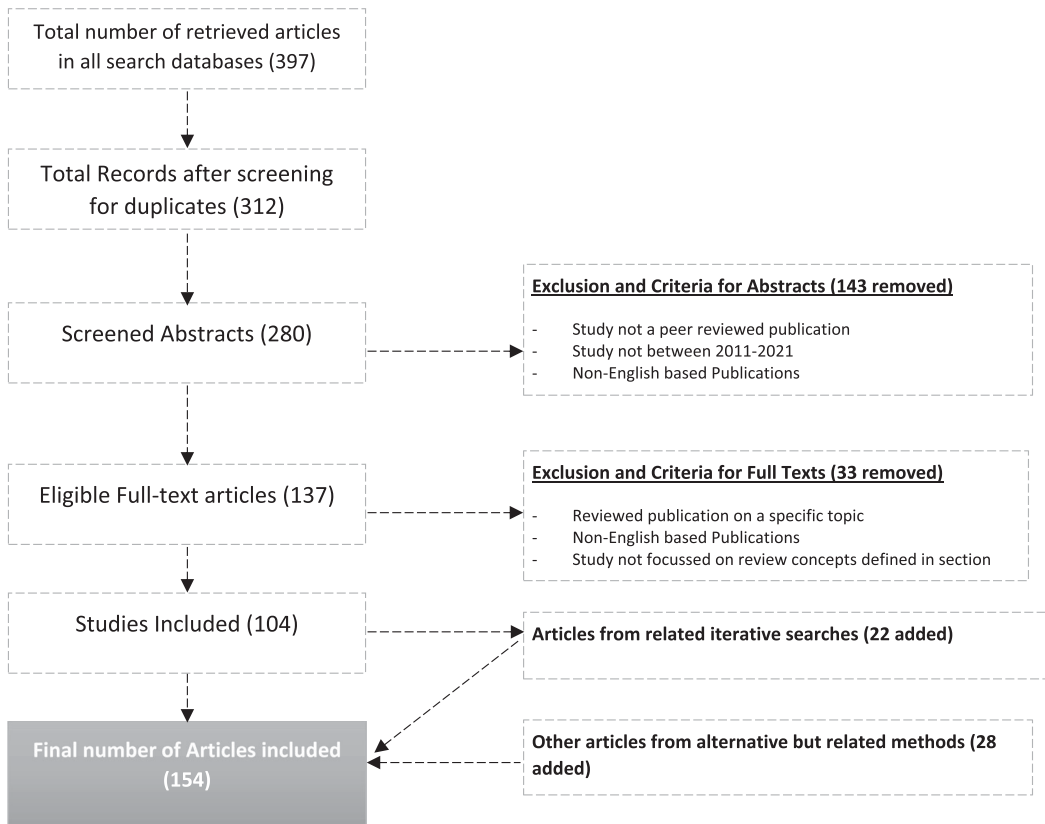 Total number of retrieved articles
in all search databases (397)
Total Records after screening
for duplicates (312)
Screened Abstracts (280)
Exclusion and Criteria for Abstracts (143 removed)
- Study not a peer reviewed publication
- Study not between 2011-2021
- Non-English based Publications
Eligible Full-text articles (137)
Exclusion and Criteria for Full Texts (33 removed)
- Reviewed publication on a specific topic
- Non-English based Publications
- Study not focussed on review concepts defined in section
Studies Included (104)
Articles from related iterative searches (22 added)
Final number of Articles included
(154)
Other articles from alternative but related methods (28
added)